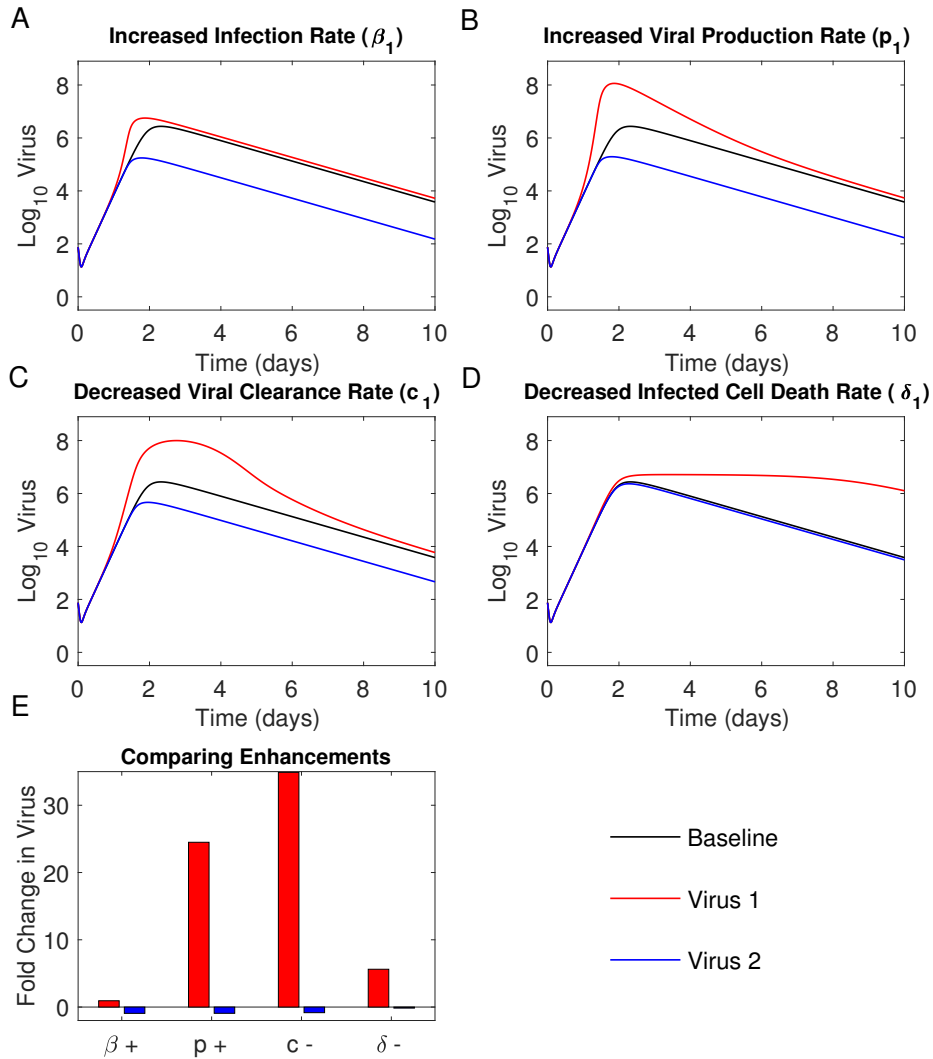 A
Increased Infection Rate (β₁)
8
6
4
2
0
Log₁₀ Virus
0 2 4 6 8 10
Time (days)
B
Increased Viral Production Rate (p₁)
8
6
4
2
0
Log₁₀ Virus
0 2 4 6 8 10
Time (days)
C
Decreased Viral Clearance Rate (c₁)
8
6
4
2
0
Log₁₀ Virus
0 2 4 6 8 10
Time (days)
D
Decreased Infected Cell Death Rate (δ₁)
8
6
4
2
0
Log₁₀ Virus
0 2 4 6 8 10
Time (days)
E
Comparing Enhancements
30
20
10
0
Fold Change in Virus
β + p + c - δ -
Baseline
Virus 1
Virus 2